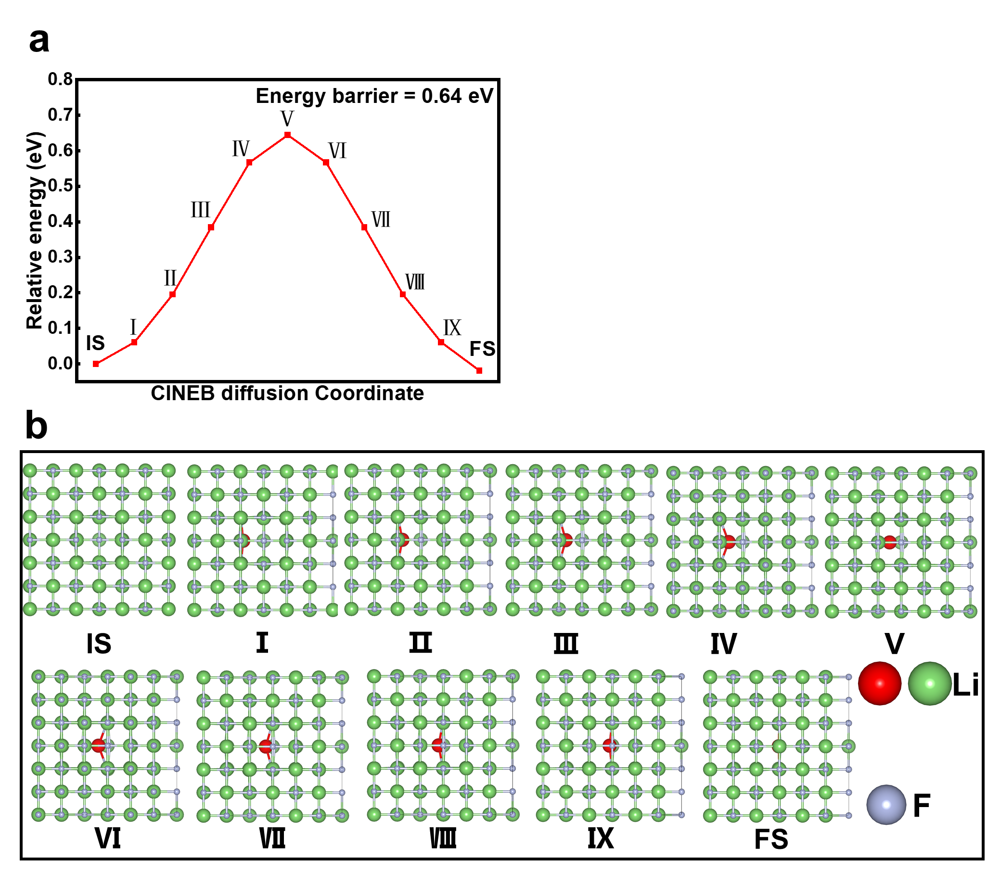 a
0.8
Energy barrier = 0.64 eV
0.7
V
0.6
IV
VI
0.5
Relative energy (eV)
0.4
III
VII
0.3
II
0.2
VIII
0.1
I
IX
IS
FS
0.0
CINEB diffusion Coordinate
b
IS
I
II
III
IV
V
Li
VI
VII
VIII
IX
FS
F